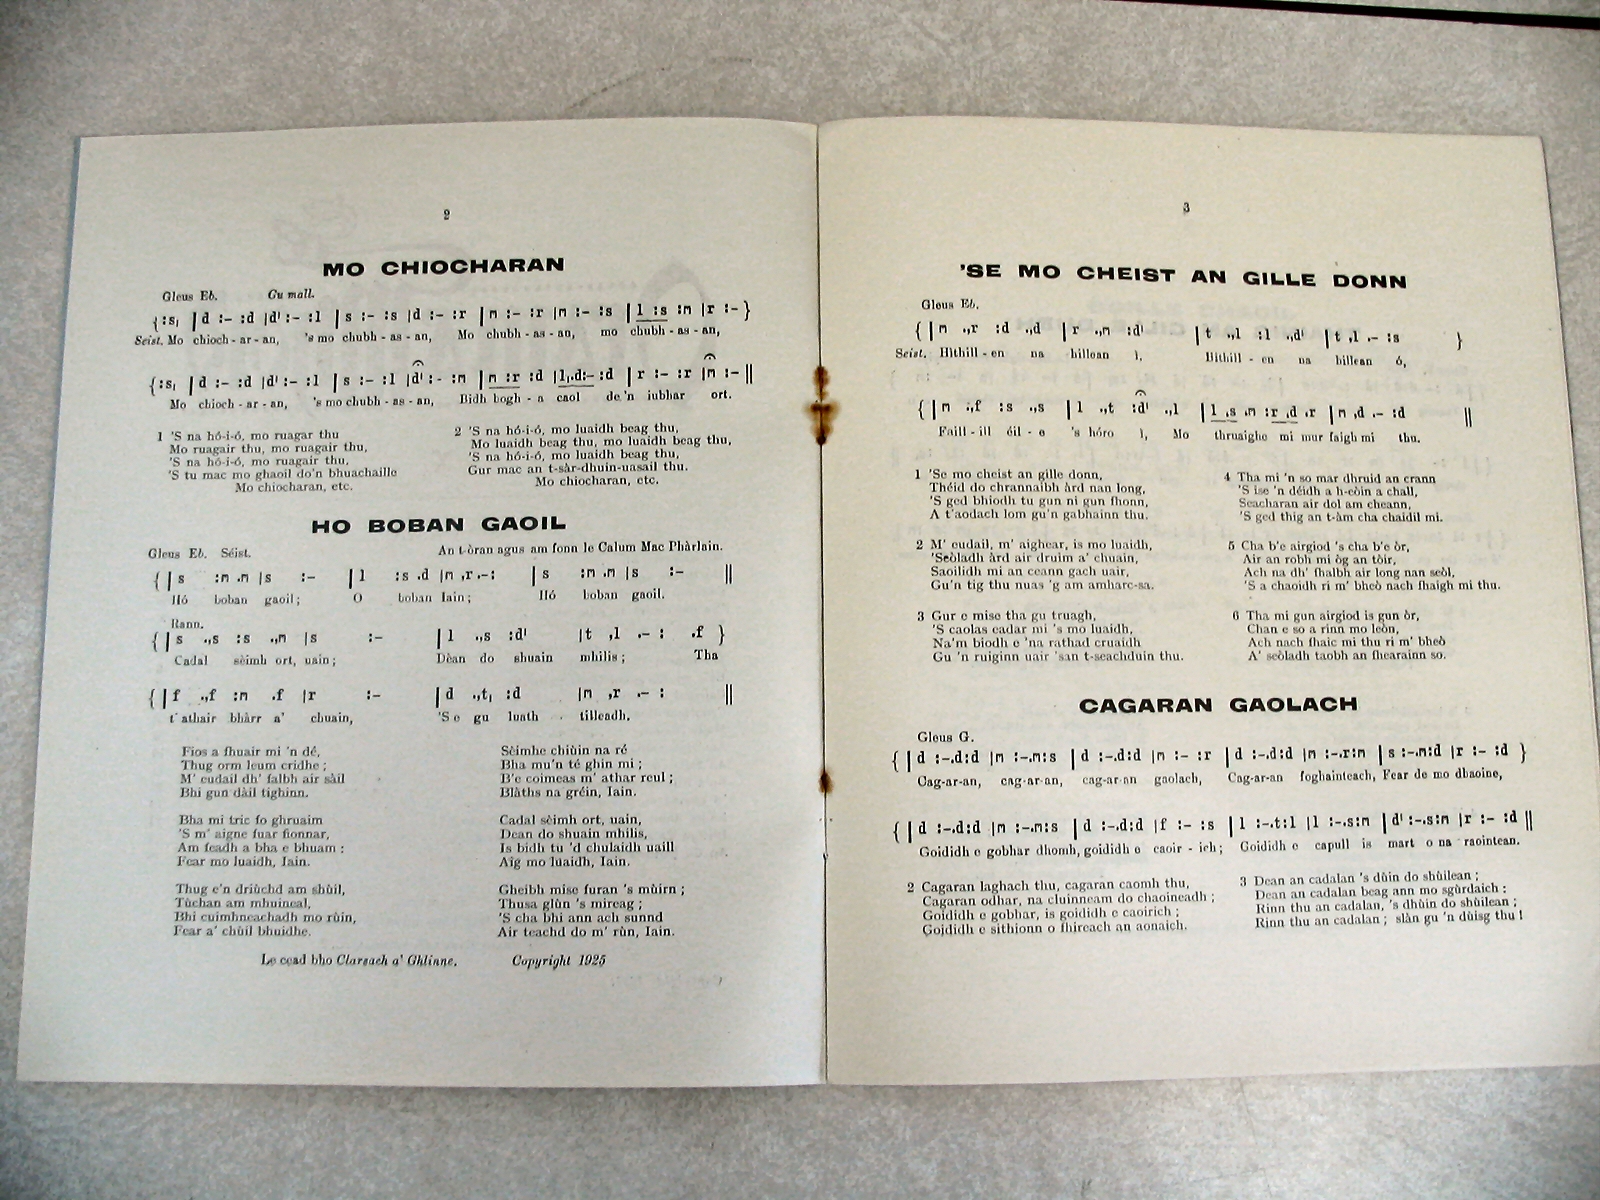 2
MO CHIOCHARAN
Gleus Eb. Gu mall.
{:s, | d :– :d |d' :– :l | s :– :s |d :– :r | m :– :r |m :– :s | l :s :m |r :– }
Seist. Mo chioch - ar - an, 's mo chubh - as - an, Mo chubh - as - an, mo chubh - as - an,
{:s, | d :– :d |d' :– :l | s :– :l |d' :– :m | m :r :d |l,.d:– :d | r :– :r |m :– ||
Mo chioch - ar - an, 's mo chubh - as - an, Bidh bogh - a caol de 'n iubhar ort.
1 'S na hó-i-ó, mo ruagar thu
Mo ruagair thu, mo ruagair thu,
'S na hó-i-ó, mo ruagair thu,
'S tu mac mo ghaoil do'n bhuachaille
Mo chiocharan, etc.
2 'S na hó-i-ó, mo luaidh beag thu,
Mo luaidh beag thu, mo luaidh beag thu,
'S na hó-i-ó, mo luaidh beag thu,
Gur mac an t-sàr-dhuin-uasail thu.
Mo chiocharan, etc.
HO BOBAN GAOIL
Gleus Eb. Séist. An t-òran agus am fonn le Calum Mac Phàrlain.
{ | s :m .m |s :– | l :s .d |m ,r .–: | s :m .m |s :– ||
Hó boban gaoil; O boban Iain; Hó boban gaoil.
Rann.
{ | s .,s :s .,m |s :– | l .,s :d' |t ,l .– : .f }
Cadal sèimh ort, uain; Dèan do shuain mhilis; Tha
{ | f .,f :m .f |r :– | d .,t, :d |m ,r .– : ||
t'athair bhàrr a' chuain, 'S e gu luath tilleadh.
Fios a fhuair mi 'n dé,
Thug orm leum cridhe;
M' eudail dh' falbh air sàil
Bhi gun dàil tighinn.
Bha mi tric fo ghruaim
'S m' aigne fuar fionnar,
Am feadh a bha e bhuam:
Fear mo luaidh, Iain.
Thug e'n driùchd am shùil,
Tùchan am mhuineal,
Bhi cuimhneachadh mo rùin,
Fear a' chùil bhuidhe.
Sèimhe chiùin na ré
Bha mu'n té ghin mi;
B'e coimeas m' athar reul;
Blàths na gréin, Iain.
Cadal sèimh ort, uain,
Dean do shuain mhilis,
Is bidh tu 'd chulaidh uaill
Aig mo luaidh, Iain.
Gheibh mise furan 's mùirn;
Thusa glùn 's mireag;
'S cha bhi ann ach sunnd
Air teachd do m' rùn, Iain.
Le cead bho Clarsach a' Ghlinne. Copyright 1925
3
'SE MO CHEIST AN GILLE DONN
Gleus Eb.
{ | m .,r :d .,d | r .,m :d' | t .,l :l .,d' | t ,l .– :s }
Seist. Hithill - en na hillean ì, Hithill - en na hillean ó,
{ | m .,f :s .,s | l .,t :d' .,l | l .s .m :r .d .r | m ,d .– :d ||
Faill - ill éil - e 's hóro ì, Mo thruaighe mi mur faigh mi thu.
1 'Se mo cheist an gille donn,
Théid do chrannaibh àrd nan long,
'S ged bhiodh tu gun ni gun fhonn,
A t'aodach lom gu'n gabhainn thu.
2 M' eudail, m' aighear, is mo luaidh,
'Seòladh àrd air druim a' chuain,
Saoilidh mi an ceann gach uair,
Gu'n tig thu nuas 'g am amharc-sa.
3 Gur e mise tha gu truagh,
'S caolas eadar mi 's mo luaidh,
Na'm biodh e 'na rathad cruaidh
Gu 'n ruiginn uair 'san t-seachduin thu.
4 Tha mi 'n so mar dhruid an crann
'S ise 'n déidh a h-eòin a chall,
Seacharan air dol am cheann,
'S ged thig an t-àm cha chaidil mi.
5 Cha b'e airgiod 's cha b'e òr,
Air an robh mi òg an tòir,
Ach na dh' fhalbh air long nan seòl,
'S a chaoidh ri m' bheò nach fhaigh mi thu.
6 Tha mi gun airgiod is gun òr,
Chan e so a rinn mo leòn,
Ach nach fhaic mi thu ri m' bheò
A' seòladh taobh an fhearainn so.
CAGARAN GAOLACH
Gleus G.
{ | d :–.d:d |m :–.m:s | d :–.d:d |m :– :r | d :–.d:d |m :–.r:m | s :–.m:d |r :– :d }
Cag-ar-an, cag-ar-an, cag-ar-an gaolach, Cag-ar-an foghainteach, Fear de mo dhaoine,
{ | d :–.d:d |m :–.m:s | d :–.d:d |f :– :s | l :–.t:l |l :–.s:m | d' :–.s:m |r :– :d ||
Goididh e gobhar dhomh, goididh e caoir - ich; Goididh e capull is mart o na raointean.
2 Cagaran laghach thu, cagaran caomh thu,
Cagaran odhar, na cluinneam do chaoineadh;
Goididh e gobhar, is goididh e caoirich;
Goididh e sithionn o fhireach an aonaich.
3 Dean an cadalan 's dùin do shùilean;
Dean an cadalan beag ann mo sgùrdaich:
Rinn thu an cadalan, 's dhùin do shùilean;
Rinn thu an cadalan; slàn gu 'n dùisg thu!